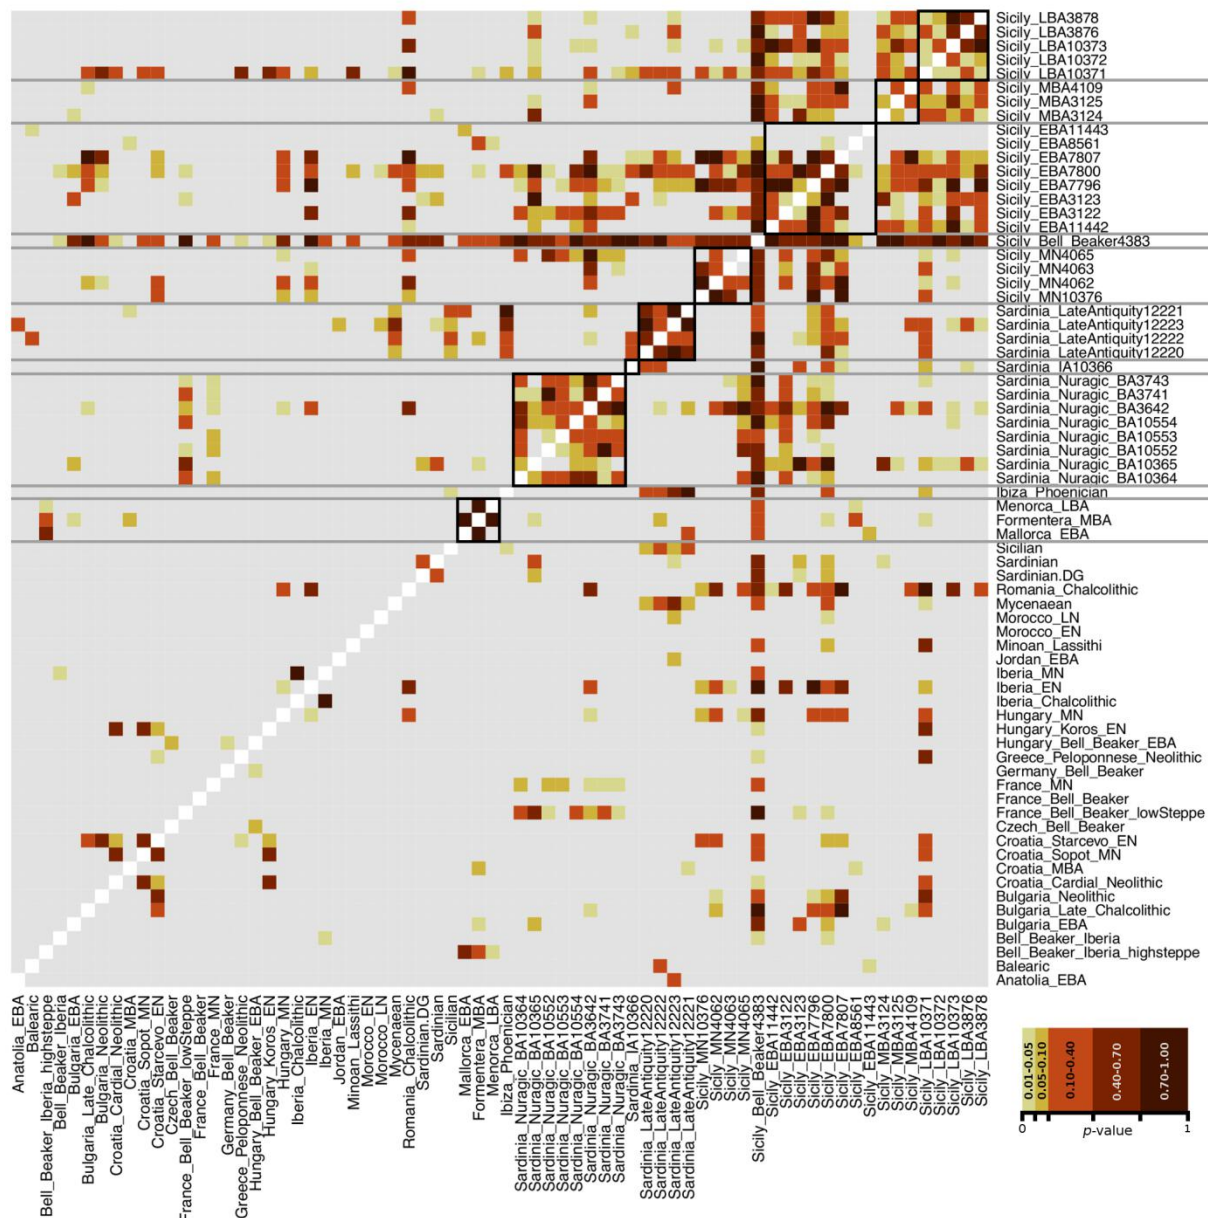 Sicily_LBA3878
Sicily_LBA3876
Sicily_LBA10373
Sicily_LBA10372
Sicily_LBA10371
Sicily_MBA4109
Sicily_MBA3125
Sicily_MBA3124
Sicily_EBA11443
Sicily_EBA8561
Sicily_EBA7807
Sicily_EBA7800
Sicily_EBA7796
Sicily_EBA3123
Sicily_EBA3122
Sicily_EBA11442
Sicily_Bell_Beaker4383
Sicily_MN4065
Sicily_MN4063
Sicily_MN4062
Sicily_MN10376
Sardinia_LateAntiquity12221
Sardinia_LateAntiquity12223
Sardinia_LateAntiquity12222
Sardinia_LateAntiquity12220
Sardinia_IA10366
Sardinia_Nuragic_BA3743
Sardinia_Nuragic_BA3741
Sardinia_Nuragic_BA3642
Sardinia_Nuragic_BA10554
Sardinia_Nuragic_BA10553
Sardinia_Nuragic_BA10552
Sardinia_Nuragic_BA10365
Sardinia_Nuragic_BA10364
Ibiza_Phoenician
Menorca_LBA
Formentera_MBA
Mallorca_EBA
Sicilian
Sardinian
Sardinian.DG
Romania_Chalcolithic
Mycenaean
Morocco_LN
Morocco_EN
Minoan_Lassithi
Jordan_EBA
Iberia_MN
Iberia_EN
Iberia_Chalcolithic
Hungary_MN
Hungary_Koros_EN
Hungary_Bell_Beaker_EBA
Greece_Peloponnese_Neolithic
Germany_Bell_Beaker
France_MN
France_Bell_Beaker_lowSteppe
France_Bell_Beaker
Czech_Bell_Beaker
Croatia_Starcevo_EN
Croatia_Sopot_MN
Croatia_MBA
Croatia_Cardial_Neolithic
Bulgaria_Neolithic
Bulgaria_Late_Chalcolithic
Bulgaria_EBA
Bell_Beaker_Iberia
Bell_Beaker_Iberia_highsteppe
Balearic
Anatolia_EBA
Anatolia_EBA
Balearic
Bell_Beaker_Iberia_highsteppe
Bell_Beaker_Iberia
Bulgaria_EBA
Bulgaria_Late_Chalcolithic
Bulgaria_Neolithic
Croatia_Cardial_Neolithic
Croatia_MBA
Croatia_Sopot_MN
Croatia_Starcevo_EN
Czech_Bell_Beaker
France_Bell_Beaker_lowSteppe
France_Bell_Beaker
France_MN
Germany_Bell_Beaker
Greece_Peloponnese_Neolithic
Hungary_Bell_Beaker_EBA
Hungary_Koros_EN
Hungary_MN
Iberia_Chalcolithic
Iberia_EN
Iberia_MN
Jordan_EBA
Minoan_Lassithi
Morocco_EN
Morocco_LN
Mycenaean
Romania_Chalcolithic
Sardinian.DG
Sardinian
Sicilian
Mallorca_EBA
Formentera_MBA
Menorca_LBA
Ibiza_Phoenician
Sardinia_Nuragic_BA10364
Sardinia_Nuragic_BA10365
Sardinia_Nuragic_BA10552
Sardinia_Nuragic_BA10553
Sardinia_Nuragic_BA10554
Sardinia_Nuragic_BA3642
Sardinia_Nuragic_BA3741
Sardinia_Nuragic_BA3743
Sardinia_IA10366
Sardinia_LateAntiquity12220
Sardinia_LateAntiquity12222
Sardinia_LateAntiquity12223
Sardinia_LateAntiquity12221
Sicily_MN10376
Sicily_MN4062
Sicily_MN4063
Sicily_MN4065
Sicily_Bell_Beaker4383
Sicily_EBA11442
Sicily_EBA3122
Sicily_EBA3123
Sicily_EBA7796
Sicily_EBA7800
Sicily_EBA7807
Sicily_EBA8561
Sicily_EBA11443
Sicily_MBA3124
Sicily_MBA3125
Sicily_MBA4109
Sicily_LBA10371
Sicily_LBA10372
Sicily_LBA10373
Sicily_LBA3876
Sicily_LBA3878
0.01-0.05
0.05-0.10
0.10-0.40
0.40-0.70
0.70-1.00
0
1
p-value